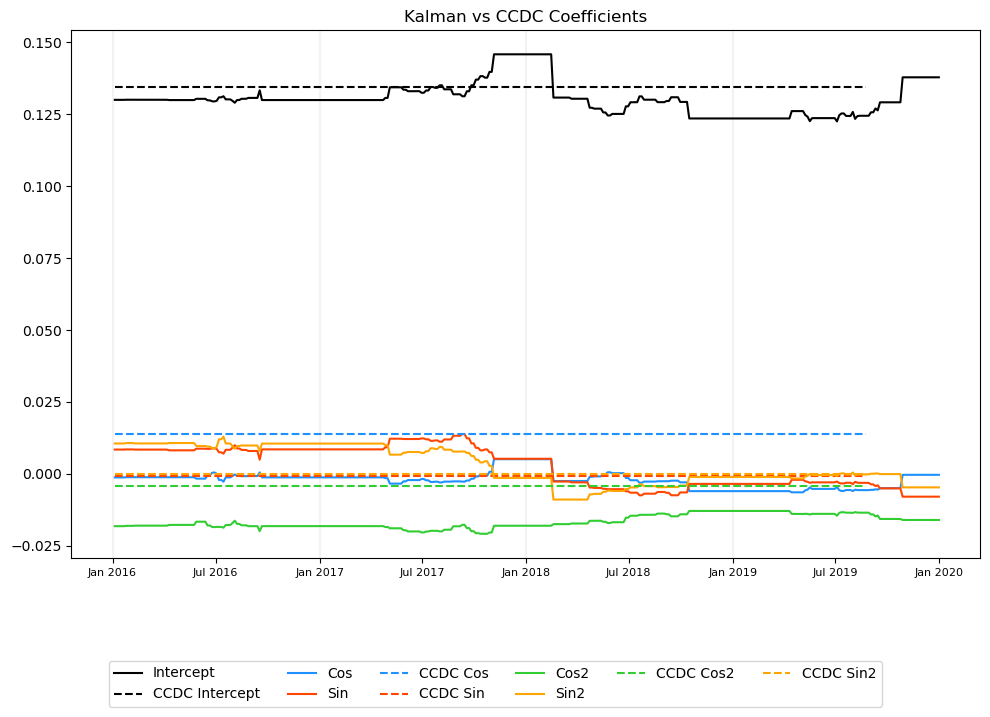 Kalman vs CCDC Coefficients
0.150
0.125
0.100
0.075
0.050
0.025
0.000
−0.025
Jan 2016 Jul 2016 Jan 2017 Jul 2017 Jan 2018 Jul 2018 Jan 2019 Jul 2019 Jan 2020
Intercept Cos CCDC Cos Cos2 CCDC Cos2 CCDC Sin2
CCDC Intercept Sin CCDC Sin Sin2